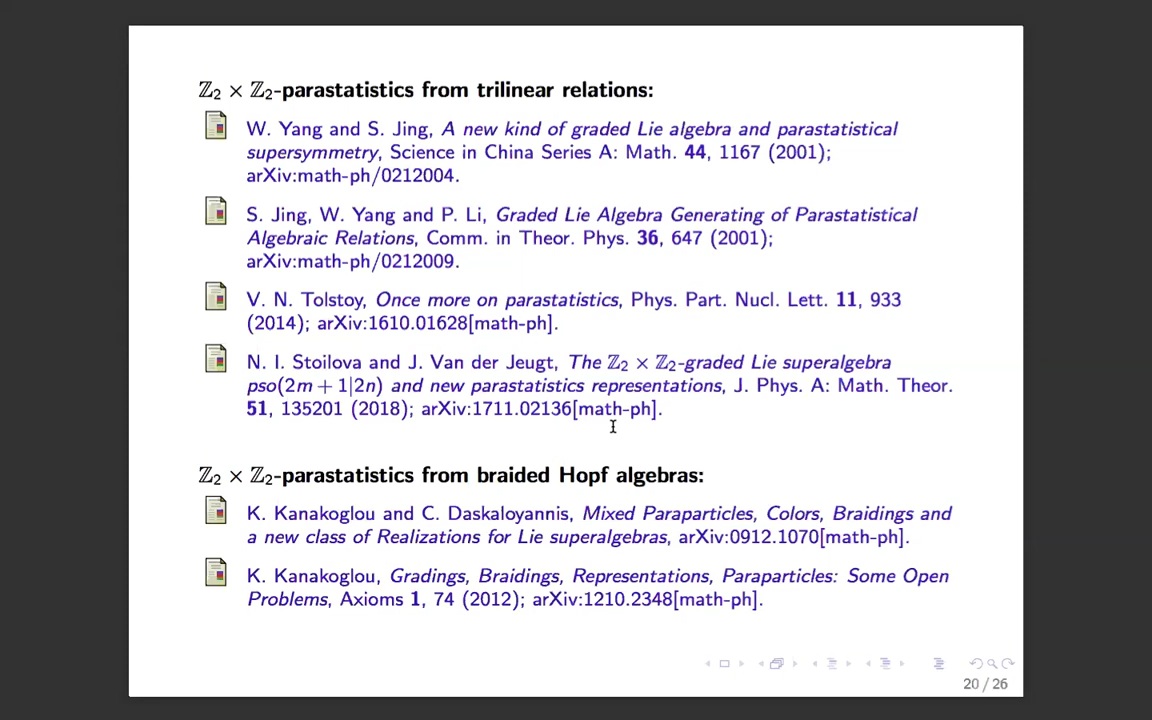 ℤ₂ × ℤ₂-parastatistics from trilinear relations:
W. Yang and S. Jing, A new kind of graded Lie algebra and parastatistical
supersymmetry, Science in China Series A: Math. 44, 1167 (2001);
arXiv:math-ph/0212004.
S. Jing, W. Yang and P. Li, Graded Lie Algebra Generating of Parastatistical
Algebraic Relations, Comm. in Theor. Phys. 36, 647 (2001);
arXiv:math-ph/0212009.
V. N. Tolstoy, Once more on parastatistics, Phys. Part. Nucl. Lett. 11, 933
(2014); arXiv:1610.01628[math-ph].
N. I. Stoilova and J. Van der Jeugt, The ℤ₂ × ℤ₂-graded Lie superalgebra
pso(2m + 1|2n) and new parastatistics representations, J. Phys. A: Math. Theor.
51, 135201 (2018); arXiv:1711.02136[math-ph].
ℤ₂ × ℤ₂-parastatistics from braided Hopf algebras:
K. Kanakoglou and C. Daskaloyannis, Mixed Paraparticles, Colors, Braidings and
a new class of Realizations for Lie superalgebras, arXiv:0912.1070[math-ph].
K. Kanakoglou, Gradings, Braidings, Representations, Paraparticles: Some Open
Problems, Axioms 1, 74 (2012); arXiv:1210.2348[math-ph].
20 / 26